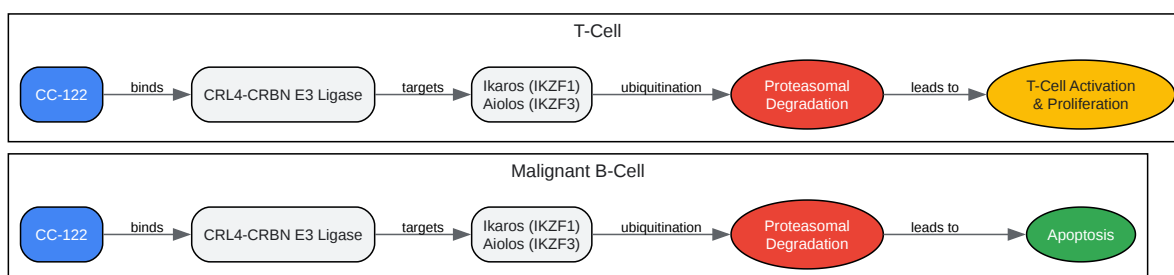 T-Cell
CC-122
binds
CRL4-CRBN E3 Ligase
targets
Ikaros (IKZF1)
Aiolos (IKZF3)
ubiquitination
Proteasomal
Degradation
leads to
T-Cell Activation
& Proliferation
Malignant B-Cell
CC-122
binds
CRL4-CRBN E3 Ligase
targets
Ikaros (IKZF1)
Aiolos (IKZF3)
ubiquitination
Proteasomal
Degradation
leads to
Apoptosis